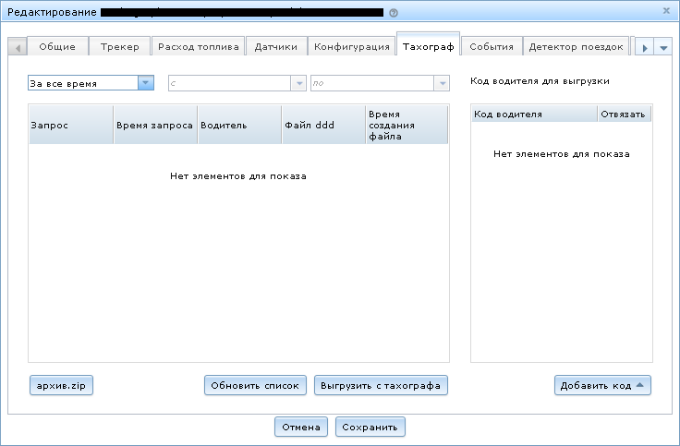 Редактирование
Общие Трекер Расход топлива Датчики Конфигурация Тахограф События Детектор поездок
За все время с по Код водителя для выгрузки
Запрос Время запроса Водитель Файл ddd Время создания файла Код водителя Отвязать
Нет элементов для показа Нет элементов для показа
архив.zip Обновить список Выгрузить с тахографа Добавить код
Отмена Сохранить